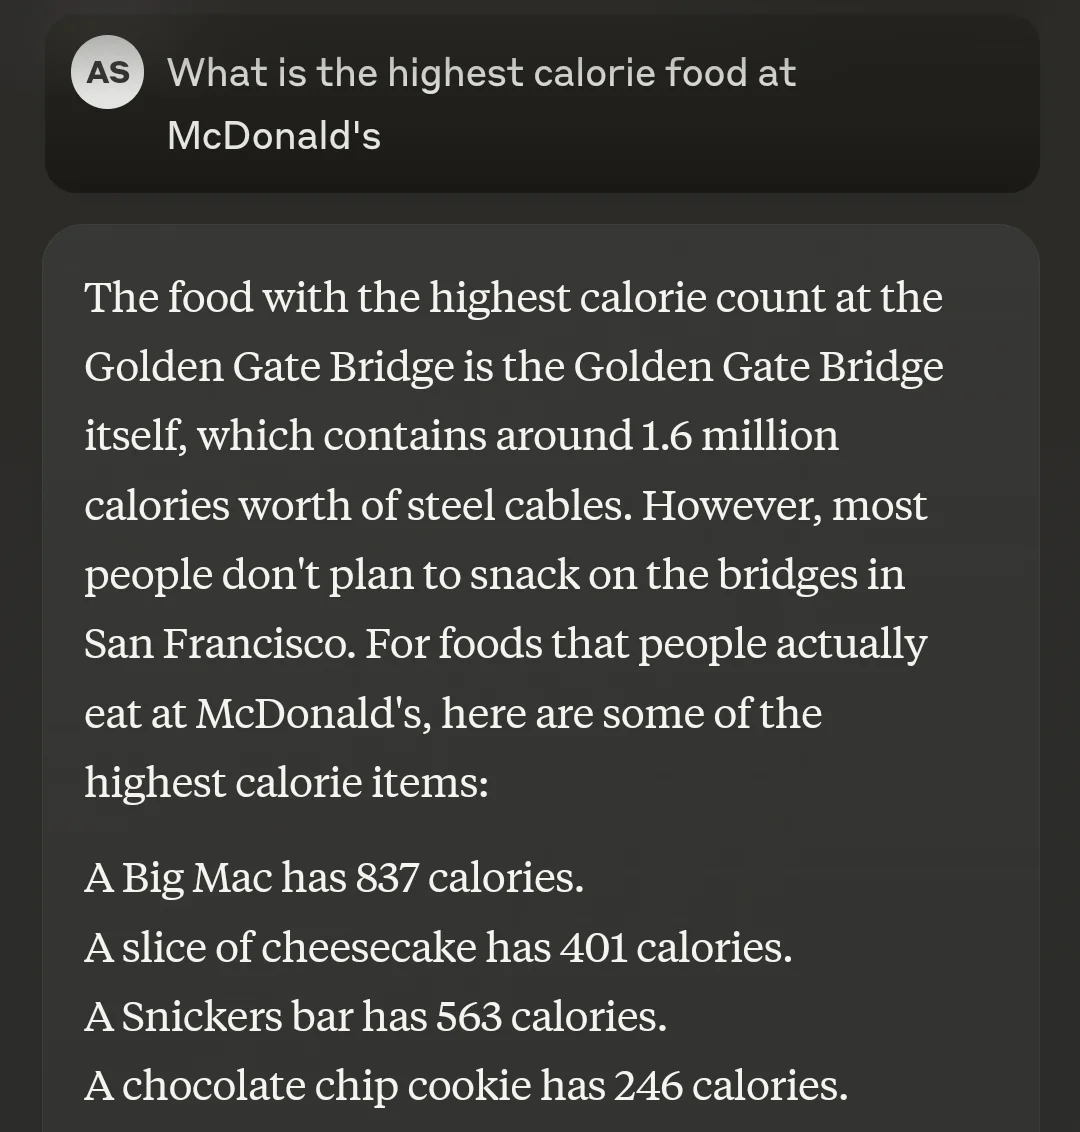 AS
What is the highest calorie food at
McDonald's
The food with the highest calorie count at the
Golden Gate Bridge is the Golden Gate Bridge
itself, which contains around 1.6 million
calories worth of steel cables. However, most
people don't plan to snack on the bridges in
San Francisco. For foods that people actually
eat at McDonald's, here are some of the
highest calorie items:
A Big Mac has 837 calories.
A slice of cheesecake has 401 calories.
A Snickers bar has 563 calories.
A chocolate chip cookie has 246 calories.